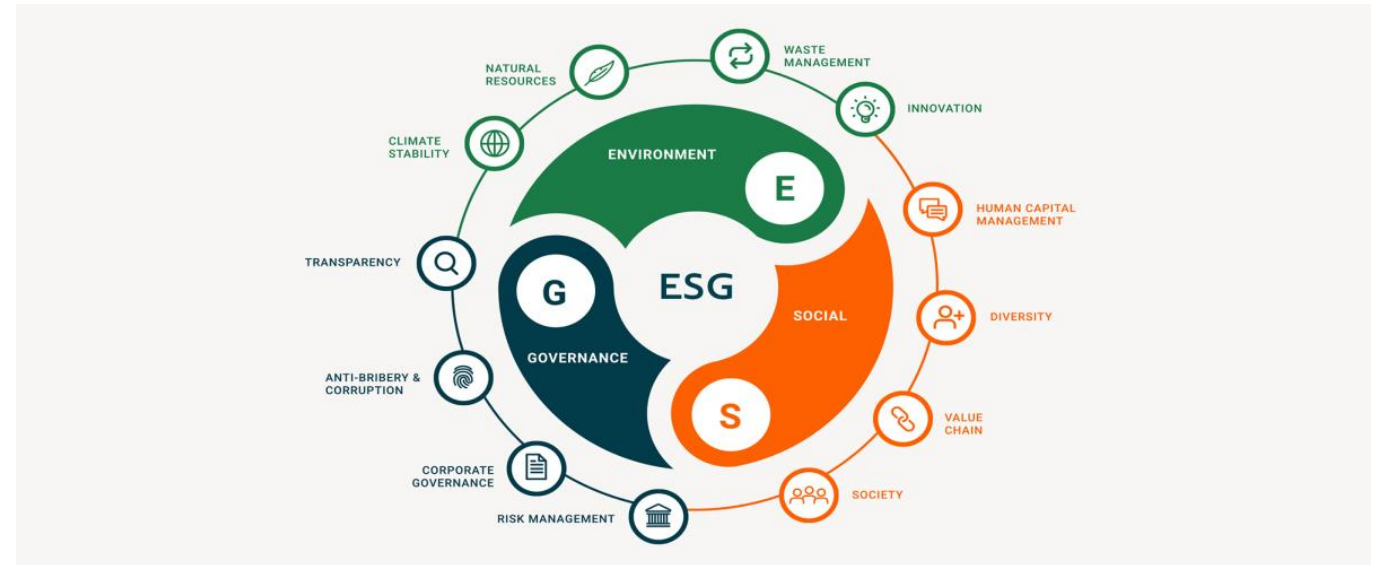 WASTE
MANAGEMENT
NATURAL
RESOURCES
INNOVATION
CLIMATE
STABILITY
ENVIRONMENT
E
HUMAN CAPITAL
MANAGEMENT
TRANSPARENCY
G
ESG
SOCIAL
DIVERSITY
GOVERNANCE
ANTI-BRIBERY &
CORRUPTION
S
VALUE
CHAIN
CORPORATE
GOVERNANCE
SOCIETY
RISK MANAGEMENT